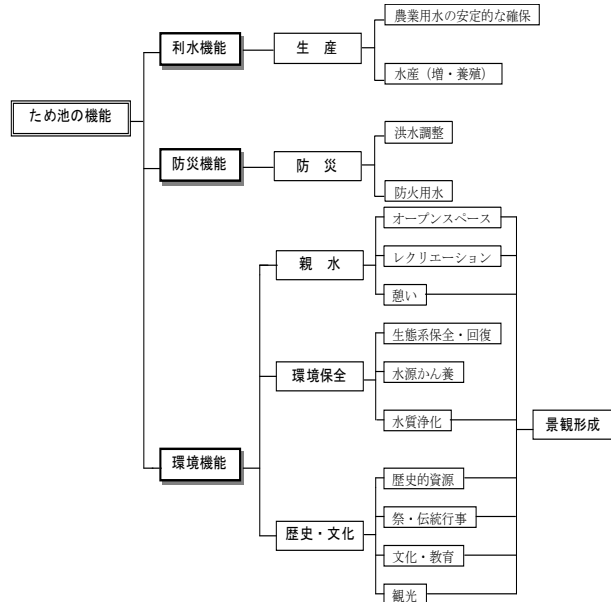 ため池の機能
利水機能
生　産
農業用水の安定的な確保
水産（増・養殖）
防災機能
防　災
洪水調整
防火用水
環境機能
親　水
オープンスペース
レクリエーション
憩い
環境保全
生態系保全・回復
水源かん養
水質浄化
歴史・文化
歴史的資源
祭・伝統行事
文化・教育
観光
景観形成